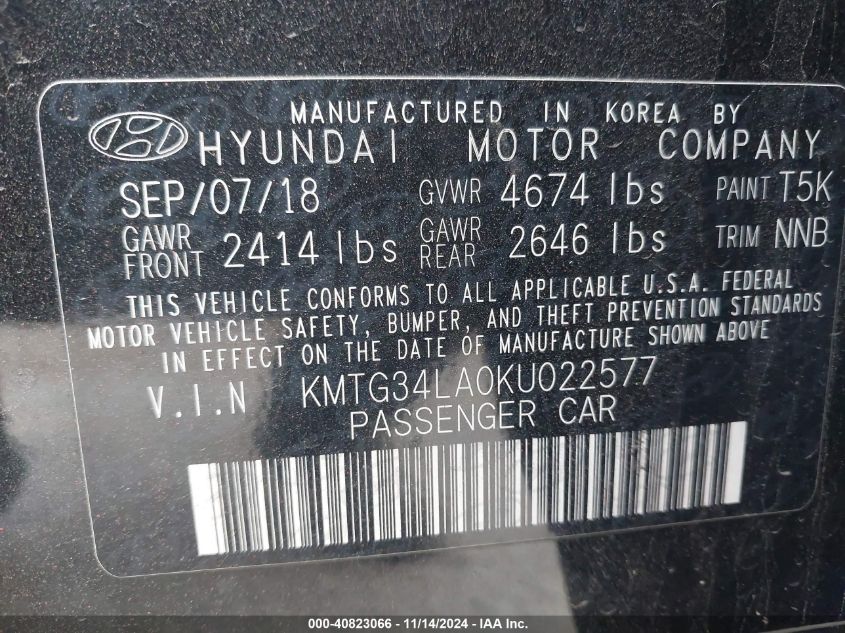 MANUFACTURED IN KOREA BY
HYUNDAI MOTOR COMPANY
SEP/07/18 GVWR 4674 lbs PAINT T5K
GAWR FRONT 2414 lbs GAWR REAR 2646 lbs TRIM NNB
THIS VEHICLE CONFORMS TO ALL APPLICABLE U.S.A. FEDERAL
MOTOR VEHICLE SAFETY, BUMPER, AND THEFT PREVENTION STANDARDS
IN EFFECT ON THE DATE OF MANUFACTURE SHOWN ABOVE
V.I.N KMTG34LA0KU022577
PASSENGER CAR
000-40823066 - 11/14/2024 - IAAI Inc.